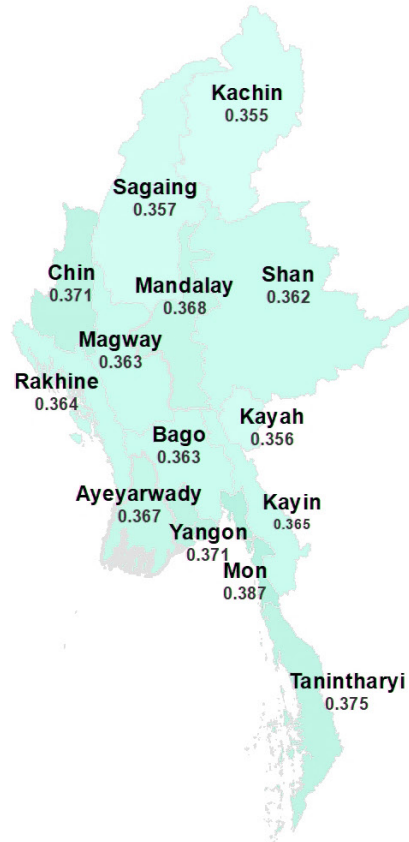 Kachin
0.355
Sagaing
0.357
Chin
0.371
Mandalay
0.368
Shan
0.362
Magway
0.363
Rakhine
0.364
Kayah
0.356
Bago
0.363
Ayeyarwady
0.367
Kayin
0.365
Yangon
0.371
Mon
0.387
Tanintharyi
0.375